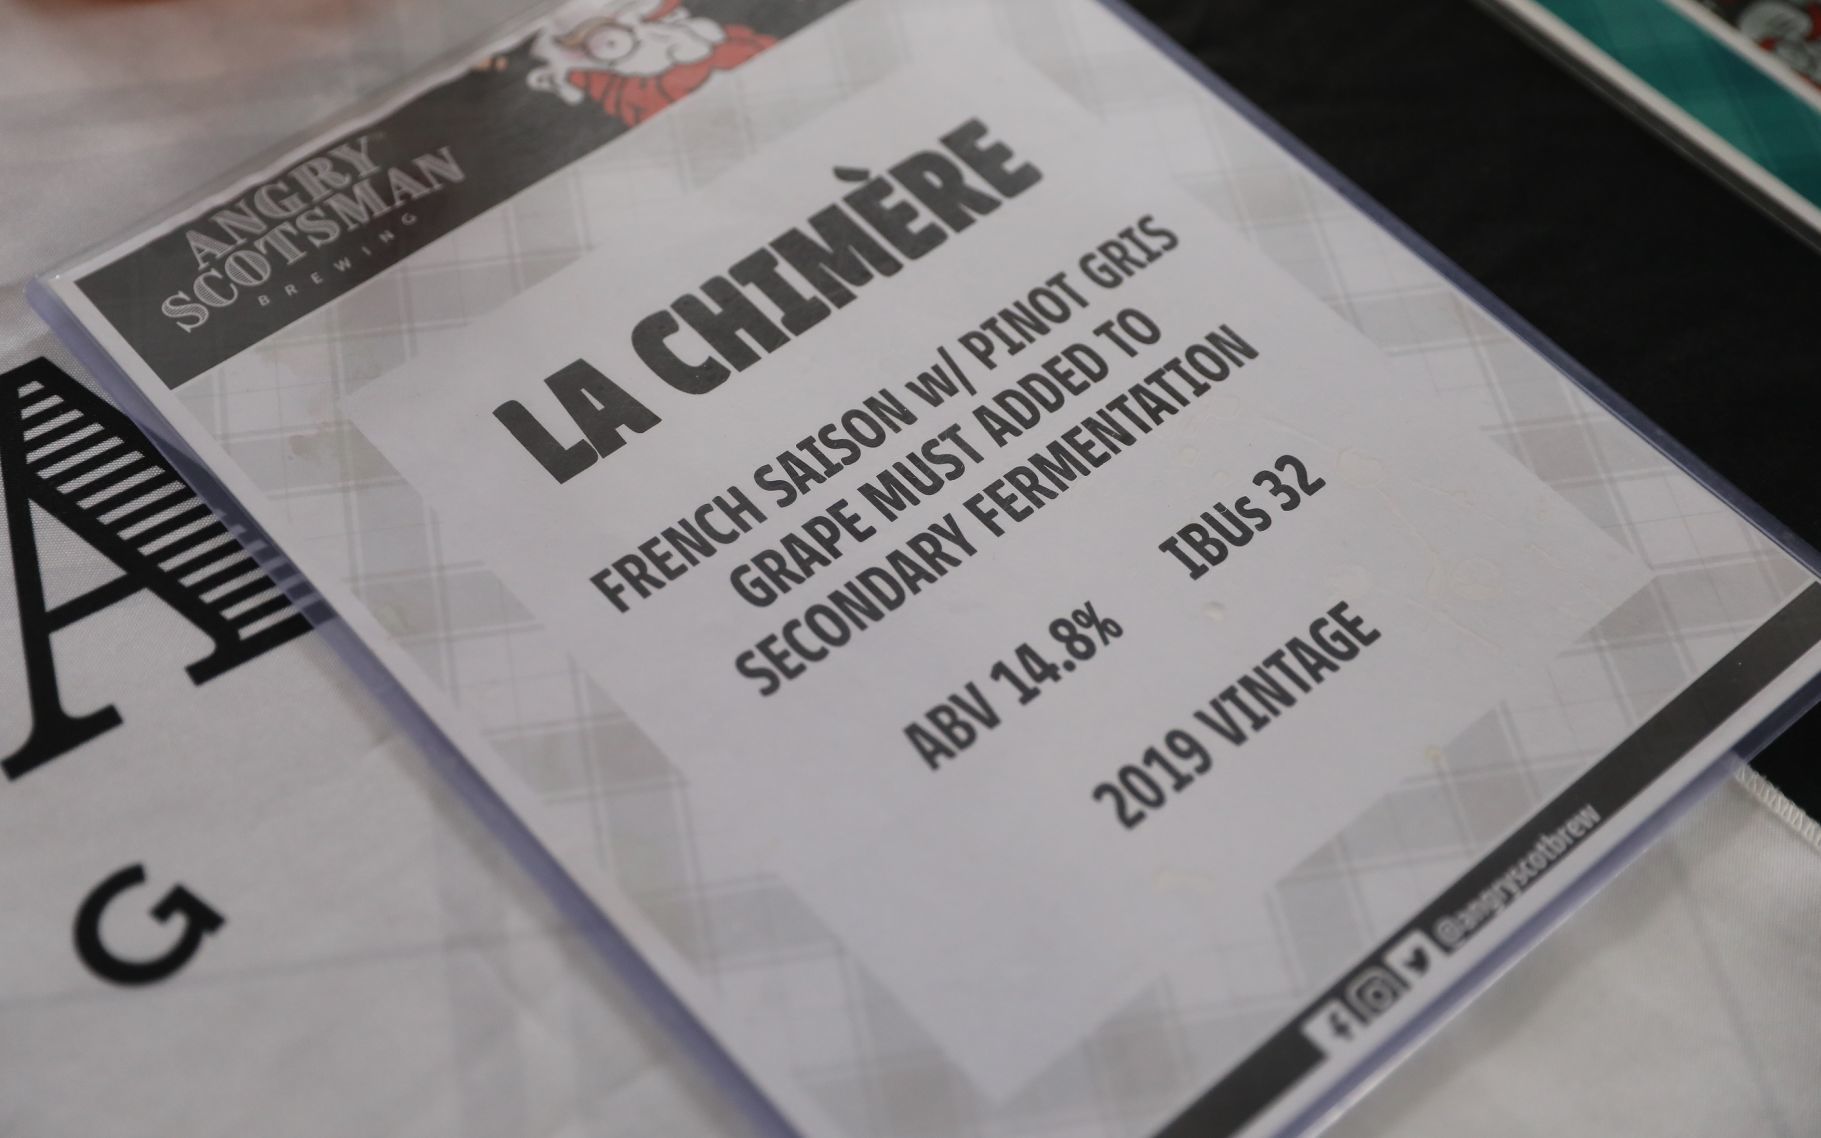 ANGRY
SCOTSMAN
BREWING
LA CHIMÈRE
FRENCH SAISON w/ PINOT GRIS
GRAPE MUST ADDED TO
SECONDARY FERMENTATION
ABV 14.8% IBUs 32
2019 VINTAGE
@angryscotbrew
A
G